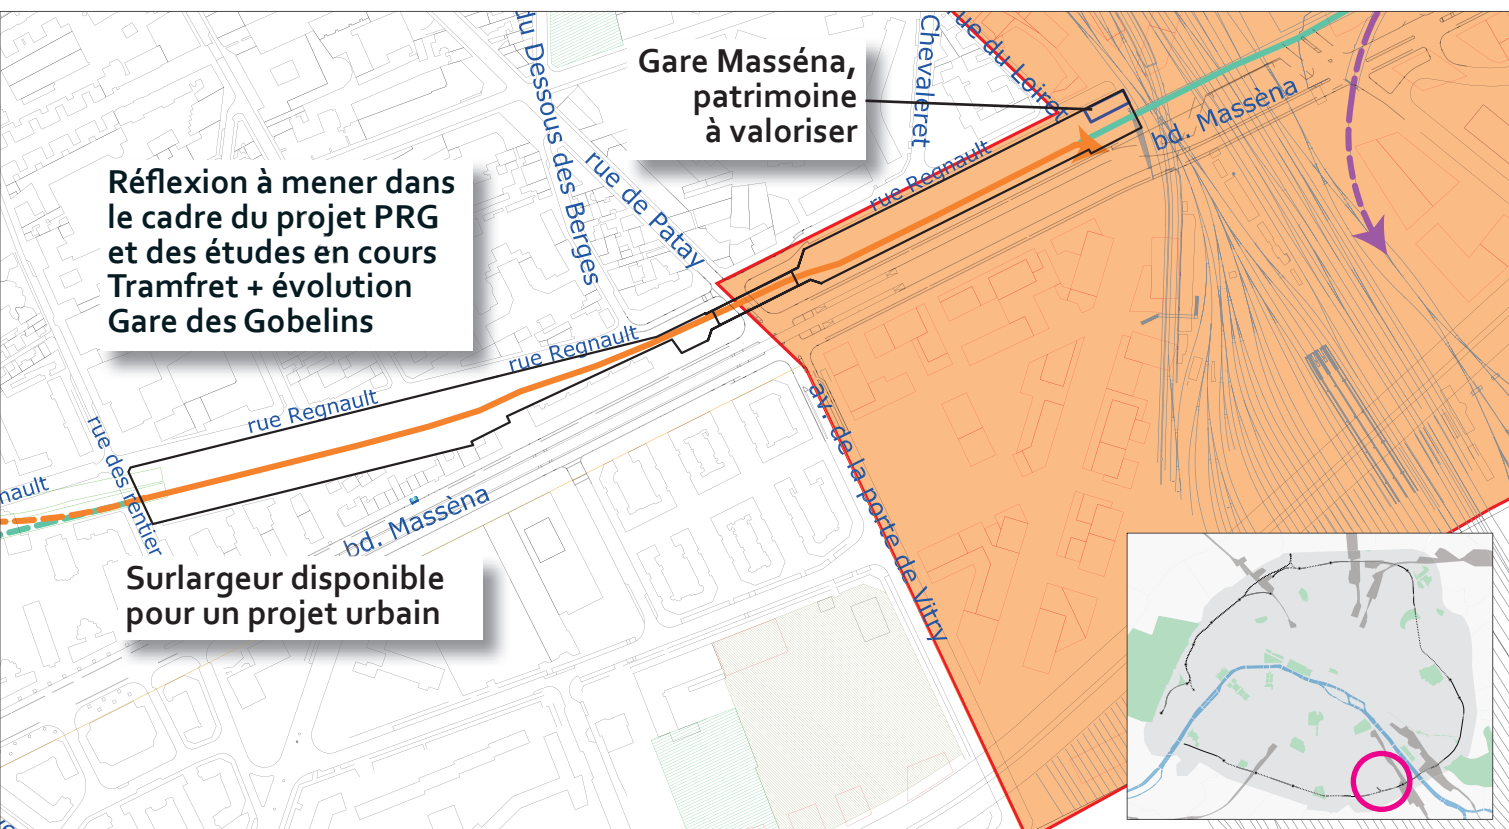 du Dessous des Berges
rue de Patay
Chevaleret
rue du Loiret
Gare Masséna,
patrimoine
à valoriser
bd. Massèna
rue Regnault
Réflexion à mener dans
le cadre du projet PRG
et des études en cours
Tramfret + évolution
Gare des Gobelins
rue Regnault
rue Regnault
nault
rue des rentier
bd. Massèna
av. de la porte de Vitry
Surlargeur disponible
pour un projet urbain